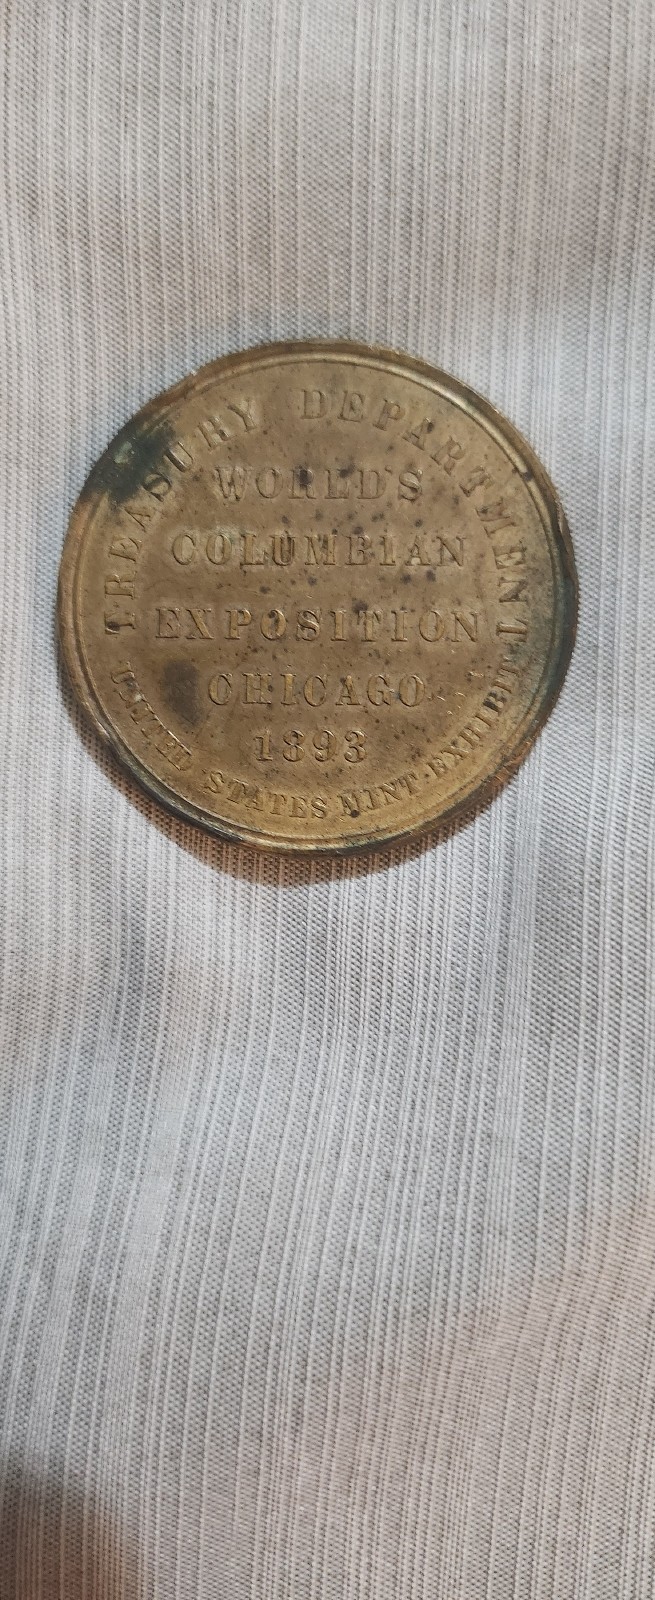 TREASURY DEPARTMENT
WORLD'S
COLUMBIAN
EXPOSITION
CHICAGO
1893
UNITED STATES MINT EXHIBIT